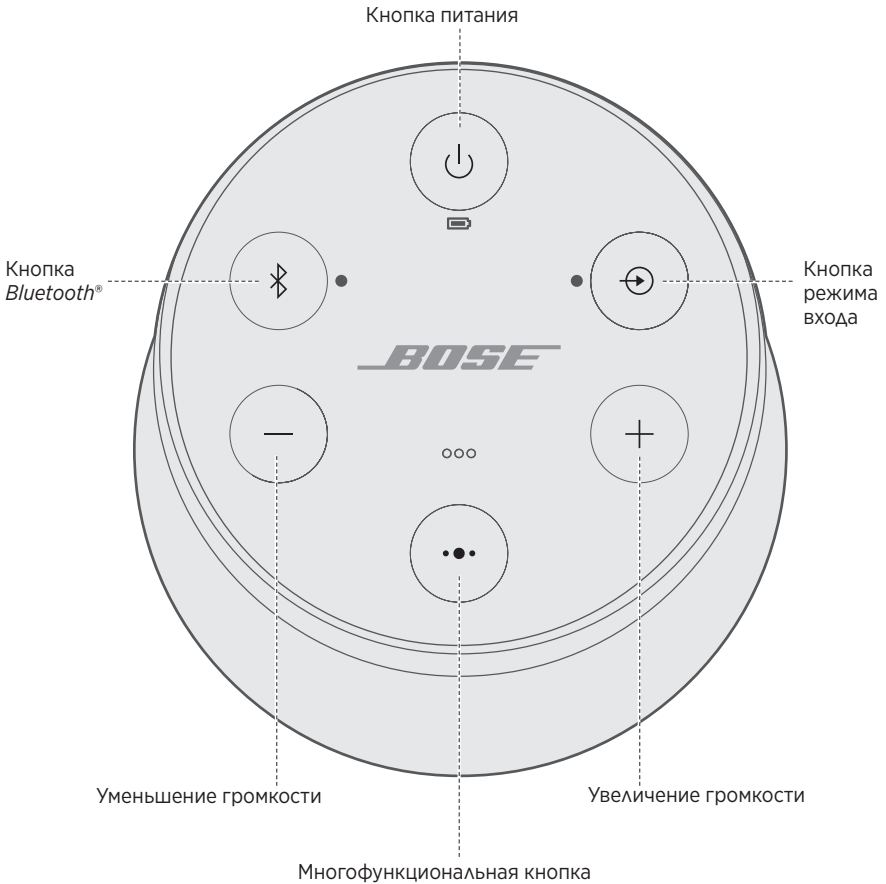 Кнопка питания
Кнопка
Bluetooth®
Кнопка
режима
входа
BOSE
Уменьшение громкости
Увеличение громкости
Многофункциональная кнопка